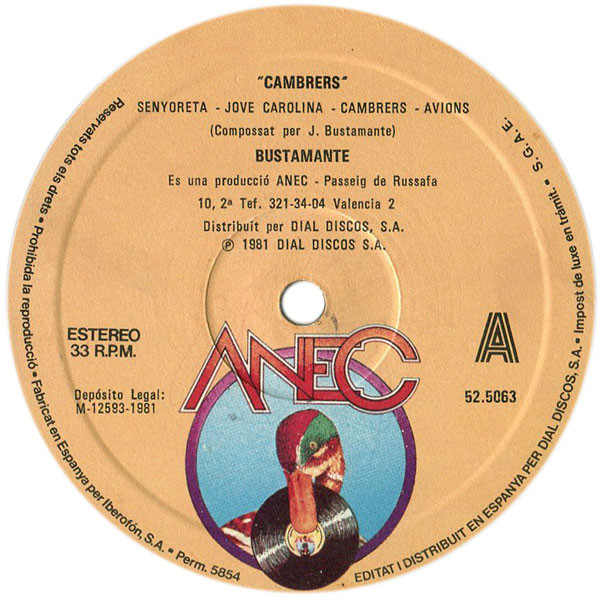 "CAMBRERS"
SENYORETA - JOVE CAROLINA - CAMBRERS - AVIONS
(Compossat per J. Bustamante)
BUSTAMANTE
Es una producció ANEC - Passeig de Russafa
10, 2ª Tef. 321-34-04 Valencia 2
Distribuit per DIAL DISCOS, S.A.
Ⓟ 1981 DIAL DISCOS S.A.
ESTEREO
33 R.P.M.
A
ANEC
Depósito Legal:
M-12593-1981
52.5063
ANEC
Reservats tots els drets • Prohibida la reproducció • Fabricat en Espanya per Iberofón, S.A. • Perm. 5854
EDITAT I DISTRIBUIT EN ESPANYA PER DIAL DISCOS, S.A. • Impost de luxe en tràmit. • S.G.A.E.